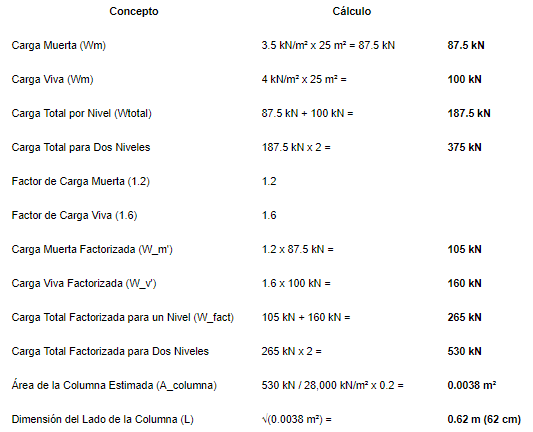 Concepto Cálculo
Carga Muerta (Wm) 3.5 kN/m² x 25 m² = 87.5 kN 87.5 kN
Carga Viva (Wm) 4 kN/m² x 25 m² = 100 kN
Carga Total por Nivel (Wtotal) 87.5 kN + 100 kN = 187.5 kN
Carga Total para Dos Niveles 187.5 kN x 2 = 375 kN
Factor de Carga Muerta (1.2) 1.2
Factor de Carga Viva (1.6) 1.6
Carga Muerta Factorizada (W_m') 1.2 x 87.5 kN = 105 kN
Carga Viva Factorizada (W_v') 1.6 x 100 kN = 160 kN
Carga Total Factorizada para un Nivel (W_fact) 105 kN + 160 kN = 265 kN
Carga Total Factorizada para Dos Niveles 265 kN x 2 = 530 kN
Área de la Columna Estimada (A_columna) 530 kN / 28,000 kN/m² x 0.2 = 0.0038 m²
Dimensión del Lado de la Columna (L) √(0.0038 m²) = 0.62 m (62 cm)